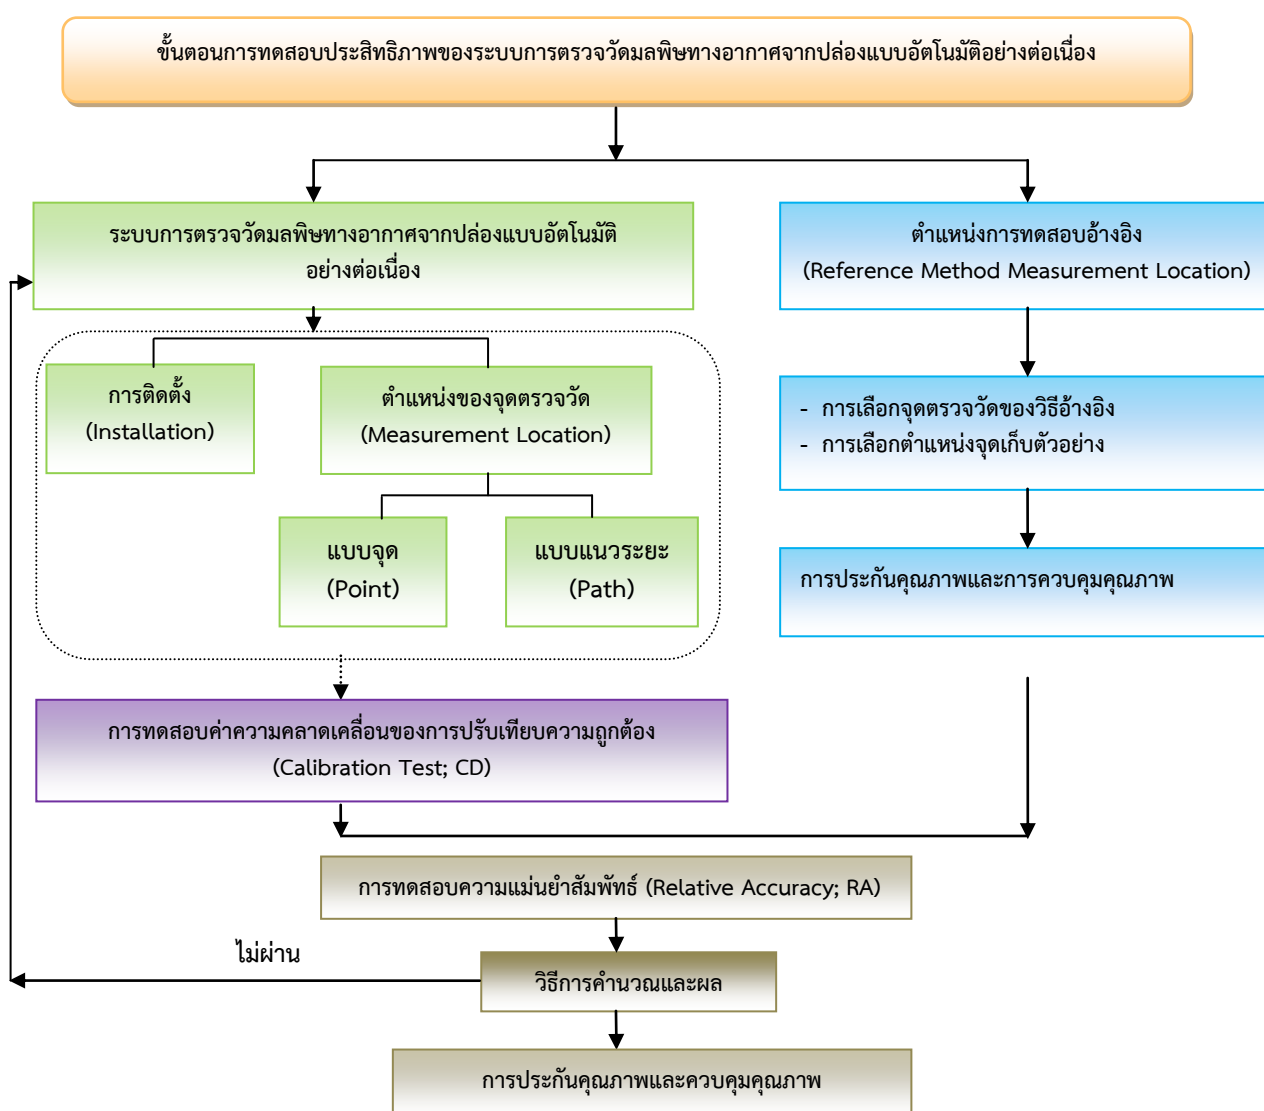 ขั้นตอนการทดสอบประสิทธิภาพของระบบการตรวจวัดมลพิษทางอากาศจากปล่องแบบอัตโนมัติอย่างต่อเนื่อง
ระบบการตรวจวัดมลพิษทางอากาศจากปล่องแบบอัตโนมัติ
อย่างต่อเนื่อง
ตำแหน่งการทดสอบอ้างอิง
(Reference Method Measurement Location)
การติดตั้ง
(Installation)
ตำแหน่งของจุดตรวจวัด
(Measurement Location)
- การเลือกจุดตรวจวัดของวิธีอ้างอิง
- การเลือกตำแหน่งจุดเก็บตัวอย่าง
แบบจุด
(Point)
แบบแนวระยะ
(Path)
การประกันคุณภาพและการควบคุมคุณภาพ
การทดสอบค่าความคลาดเคลื่อนของการปรับเทียบความถูกต้อง
(Calibration Test; CD)
การทดสอบความแม่นยำสัมพัทธ์ (Relative Accuracy; RA)
ไม่ผ่าน
วิธีการคำนวณและผล
การประกันคุณภาพและควบคุมคุณภาพ